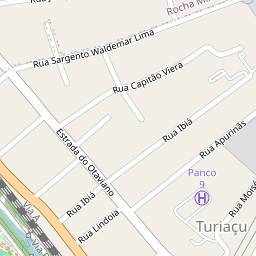 Rocha Mi
Rua Sargento Waldemar Lima
Rua Capitão Viera
Estrada do Otaviano
Rua Ibiá
Rua Apurinãs
Panco
9
H
Rua Ibiá
Rua Moisé
Rua Lindoia
Turiaçu